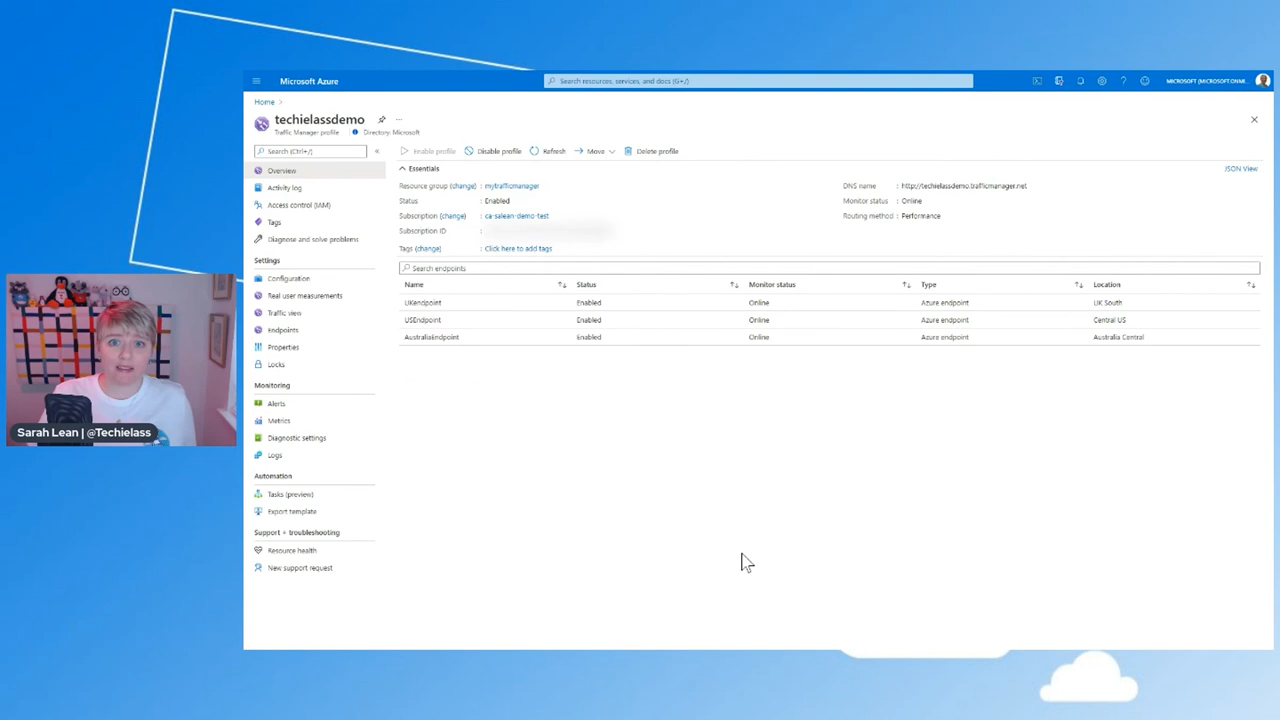 Microsoft Azure
Search resources, services, and docs (G+/)
MICROSOFT (MICROSOFT.ONMI...
Home >
techielassdemo
...
Traffic Manager profile
Directory: Microsoft
Search (Ctrl+/)
«
Enable profile
Disable profile
Refresh
Move
Delete profile
Overview
Activity log
Access control (IAM)
Tags
Diagnose and solve problems
Settings
Configuration
Real user measurements
Traffic view
Endpoints
Properties
Locks
Monitoring
Alerts
Metrics
Diagnostic settings
Logs
Automation
Tasks (preview)
Export template
Support + troubleshooting
Resource health
New support request
Essentials
JSON View
Resource group (change) : mytrafficmanager
Status : Enabled
Subscription (change) : ca-salean-demo-test
Subscription ID :
Tags (change) : Click here to add tags
DNS name : http://techielassdemo.trafficmanager.net
Monitor status : Online
Routing method : Performance
Search endpoints
Name Status Monitor status Type Location
UKendpoint Enabled Online Azure endpoint UK South
USEndpoint Enabled Online Azure endpoint Central US
AustraliaEndpoint Enabled Online Azure endpoint Australia Central
Sarah Lean | @Techielass